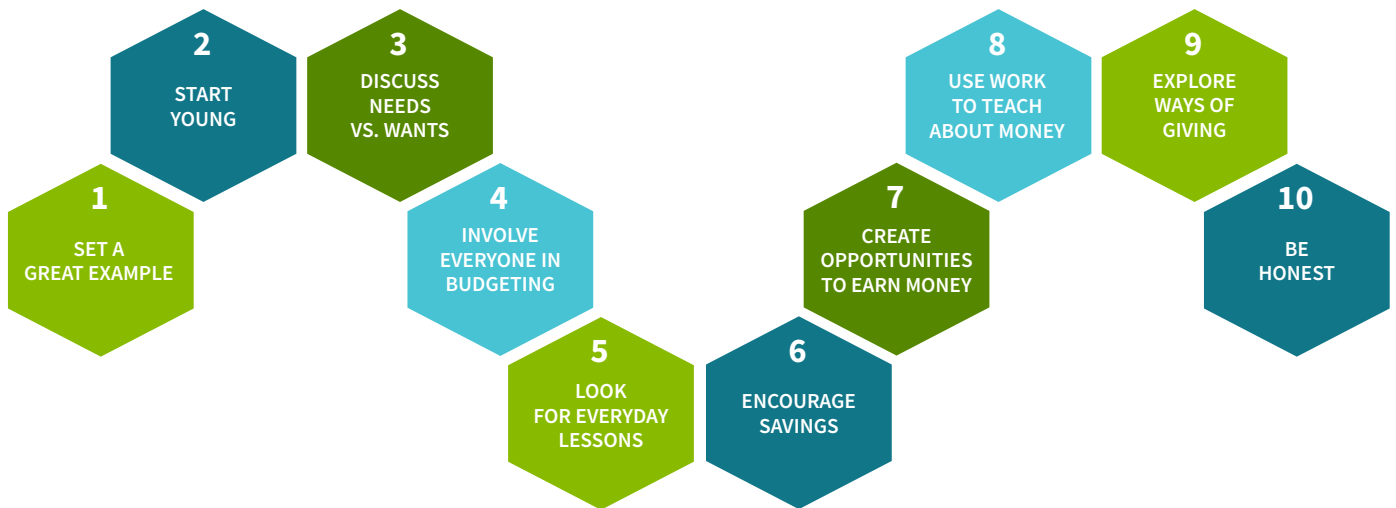 1
SET A
GREAT EXAMPLE
2
START
YOUNG
3
DISCUSS
NEEDS
VS. WANTS
4
INVOLVE
EVERYONE IN
BUDGETING
5
LOOK
FOR EVERYDAY
LESSONS
6
ENCOURAGE
SAVINGS
7
CREATE
OPPORTUNITIES
TO EARN MONEY
8
USE WORK
TO TEACH
ABOUT MONEY
9
EXPLORE
WAYS OF
GIVING
10
BE
HONEST